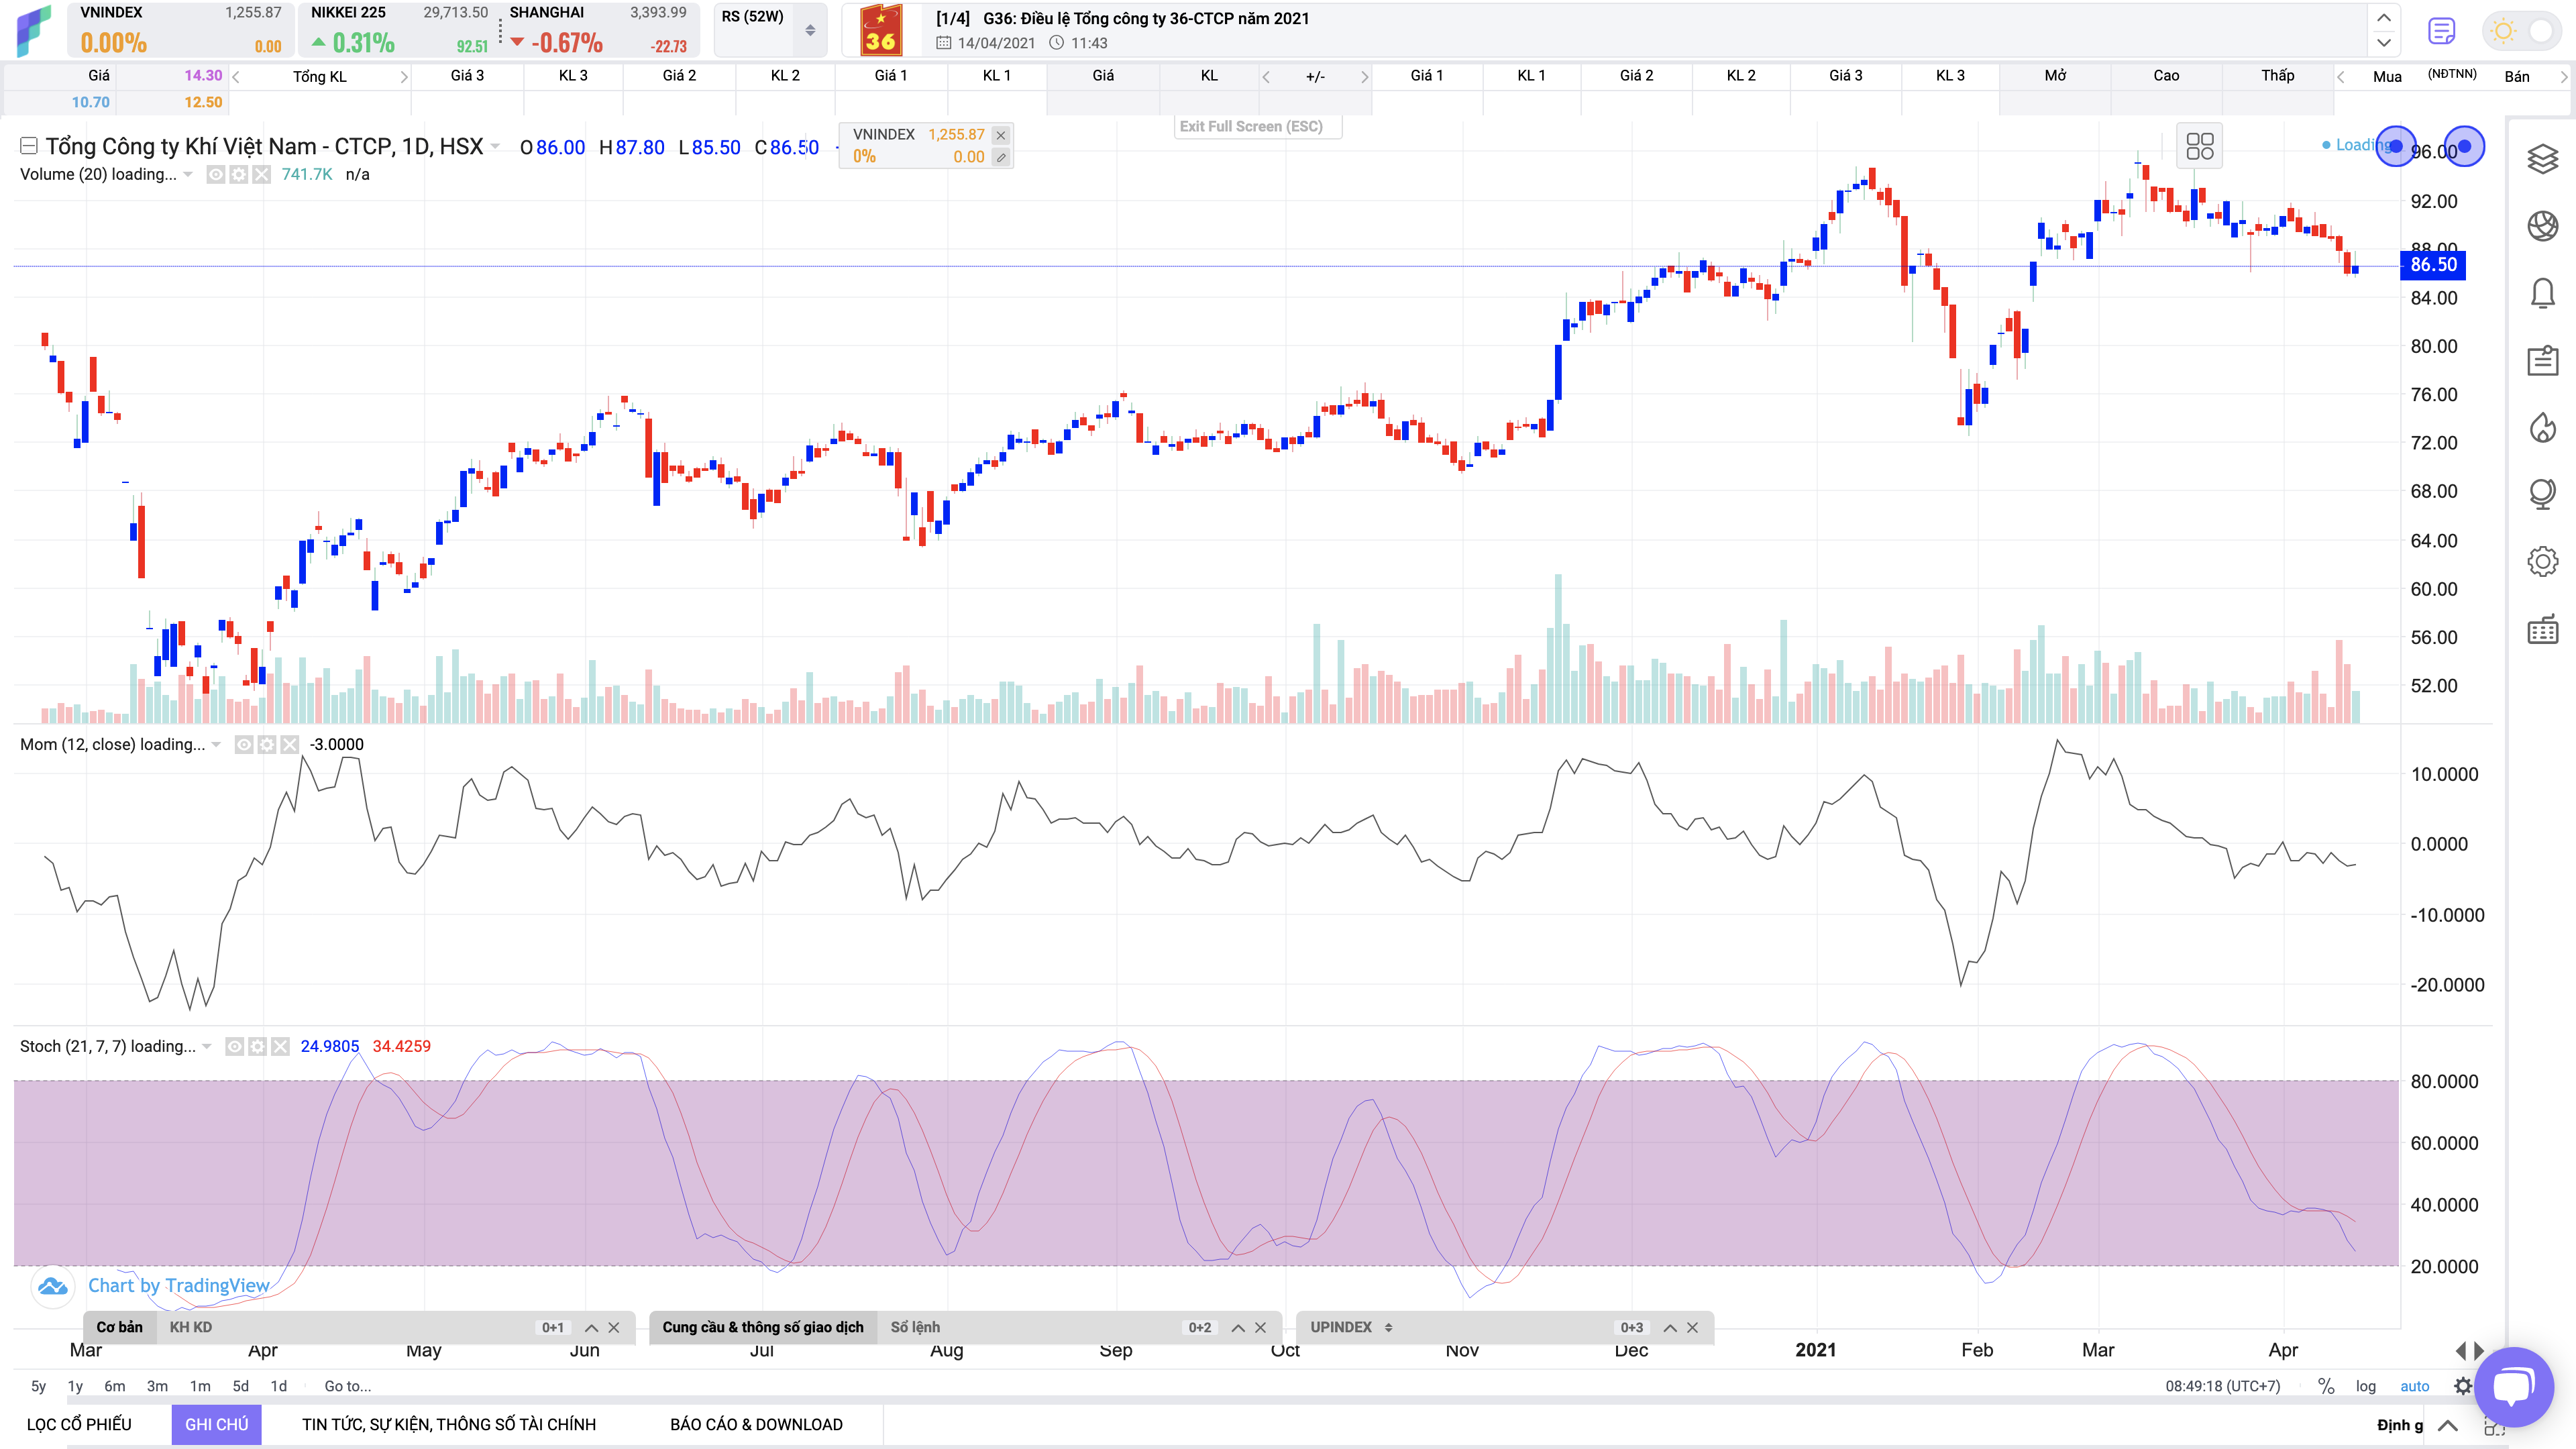 VNINDEX 1,255.87 NIKKEI 225 29,713.50 SHANGHAI 3,393.99 RS (52W) [1/4] G36: Điều lệ Tổng công ty 36-CTCP năm 2021
0.00% 0.00 0.31% 92.51 -0.67% -22.73 36 14/04/2021 11:43
Giá 14.30 Tổng KL Giá 3 KL 3 Giá 2 KL 2 Giá 1 KL 1 Giá KL +/- Giá 1 KL 1 Giá 2 KL 2 Giá 3 KL 3 Mở Cao Thấp Mua (NĐTNN) Bán
10.70 12.50
Exit Full Screen (ESC)
Tổng Công ty Khí Việt Nam - CTCP, 1D, HSX O86.00 H87.80 L85.50 C86.50
VNINDEX 1,255.87
0% 0.00
Loading
Volume (20) loading... 741.7K n/a
96.00
92.00
88.00
86.50
84.00
80.00
76.00
72.00
68.00
64.00
60.00
56.00
52.00
Mom (12, close) loading... -3.0000
10.0000
0.0000
-10.0000
-20.0000
Stoch (21, 7, 7) loading... 24.9805 34.4259
80.0000
60.0000
40.0000
20.0000
Chart by TradingView
Cơ bản KH KD 0+1 Cung cầu & thông số giao dịch Sổ lệnh 0+2 UPINDEX 0+3
Mar Apr May Jun Jul Aug Sep Oct Nov Dec 2021 Feb Mar Apr
5y 1y 6m 3m 1m 5d 1d Go to... 08:49:18 (UTC+7) % log auto
LỌC CỔ PHIẾU GHI CHÚ TIN TỨC, SỰ KIỆN, THÔNG SỐ TÀI CHÍNH BÁO CÁO & DOWNLOAD Định g